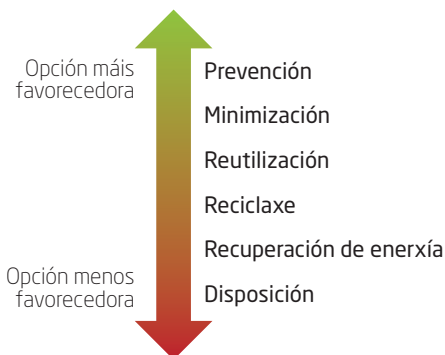 Opción máis
favorecedora
Prevención
Minimización
Reutilización
Reciclaxe
Recuperación de enerxía
Opción menos
favorecedora
Disposición